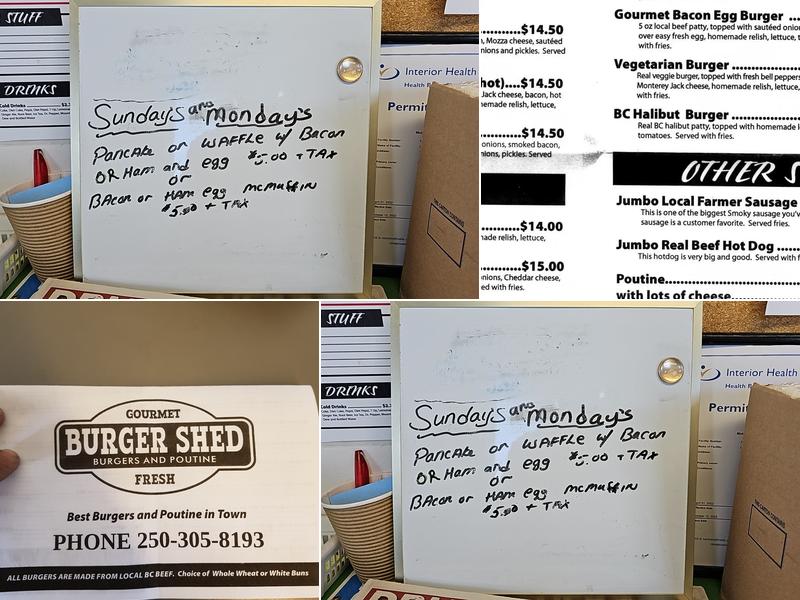 STUFF
DRINKS
Cold Drinks
Sunday's and Monday's
Pancake or WAFFLE w/ Bacon
OR Ham and egg $5.00 + TAX
or
BAcon or HAm egg mcmuffin
$5.00 + TAX
Interior Health
Permi
THIS CARTON CONTAINS
$14.50
, Mozza cheese, sautéed
nions and pickles. Served
hot)....$14.50
Jack cheese, bacon, hot
memade relish, lettuce,
$14.50
onions, smoked bacon,
onions, pickles. Served
$14.00
made relish, lettuce,
$15.00
onions, Cheddar cheese,
ed with fries.
Gourmet Bacon Egg Burger
5 oz local beef patty, topped with sautéed onion
over easy fresh egg, homemade relish, lettuce, t
with fries.
Vegetarian Burger
Real veggie burger, topped with fresh bell peppers
Monterey Jack cheese, bacon, homemade relish,
with fries.
BC Halibut Burger
Real BC halibut patty, topped with homemade
tomatoes. Served with fries.
OTHER S
Jumbo Local Farmer Sausage
This is one of the biggest Smoky sausage you'v
sausage is a customer favorite. Served fries.
Jumbo Real Beef Hot Dog
This hotdog is very big and good. Served with f
Poutine
with lots of cheese
GOURMET
BURGER SHED
BURGERS AND POUTINE
FRESH
Best Burgers and Poutine in Town
PHONE 250-305-8193
ALL BURGERS ARE MADE FROM LOCAL BC BEEF. Choice of Whole Wheat or White Buns
STUFF
DRINKS
Cold Drinks
Sunday's and Monday's
Pancake or WAFFLE w/ Bacon
OR Ham and egg $5.00 + TAX
or
BAcon or HAm egg mcmuffin
$5.00 + TAX
Interior Health
Permi
THIS CARTON CONTAINS